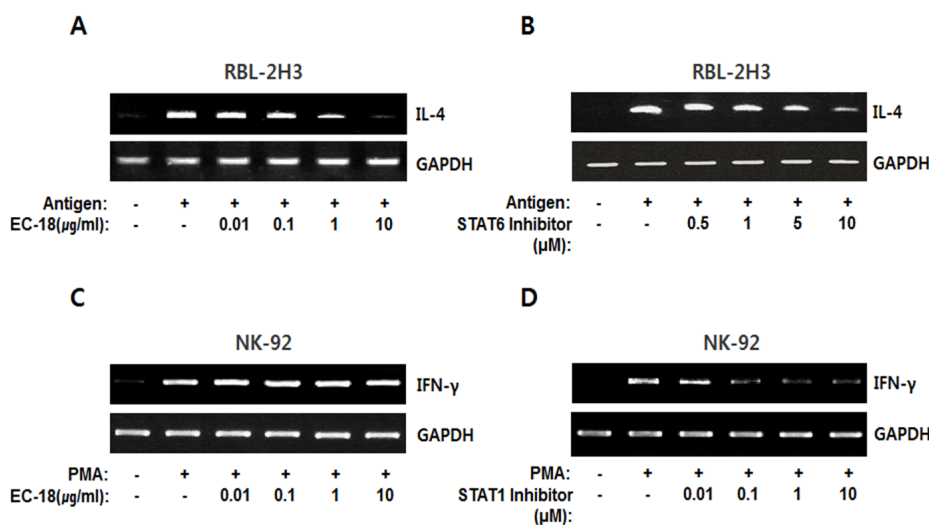 A
RBL-2H3
IL-4
GAPDH
Antigen: - + + + + +
EC-18(㎍/ml): - - 0.01 0.1 1 10
B
RBL-2H3
IL-4
GAPDH
Antigen: - + + + + +
STAT6 Inhibitor - - 0.5 1 5 10
(μM):
C
NK-92
IFN-γ
GAPDH
PMA: - + + + + +
EC-18(㎍/ml): - - 0.01 0.1 1 10
D
NK-92
IFN-γ
GAPDH
PMA: - + + + + +
STAT1 Inhibitor - - 0.01 0.1 1 10
(μM):